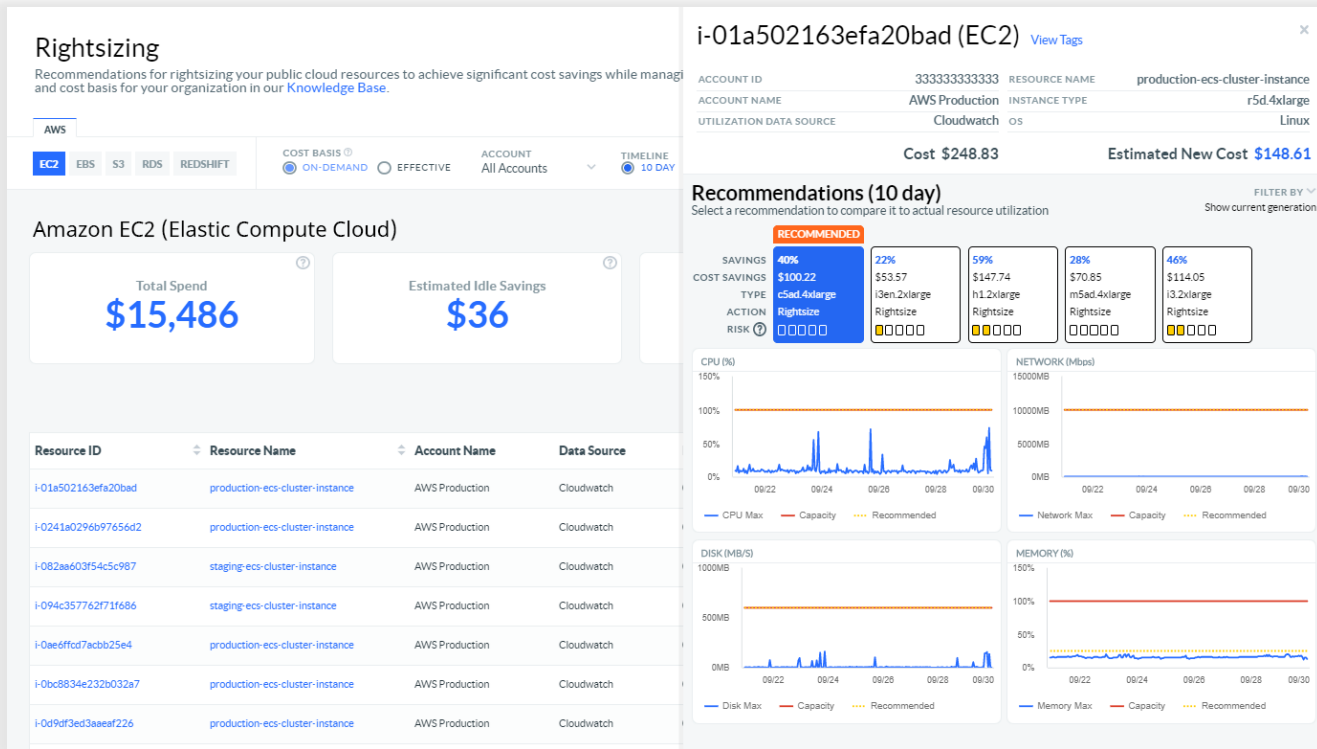 Rightsizing
Recommendations for rightsizing your public cloud resources to achieve significant cost savings while
and cost basis for your organization in our Knowledge Base.
AWS
EC2 EBS S3 RDS REDSHIFT
COST BASIS ?
ON-DEMAND EFFECTIVE
ACCOUNT
All Accounts
TIMELINE
10 DAY
Amazon EC2 (Elastic Compute Cloud)
?
Total Spend
$15,486
?
Estimated Idle Savings
$36
Resource ID Resource Name Account Name Data Source
i-01a502163efa20bad production-ecs-cluster-instance AWS Production Cloudwatch
i-0241a0296b97656d2 production-ecs-cluster-instance AWS Production Cloudwatch
i-082aa603f54c5c987 staging-ecs-cluster-instance AWS Production Cloudwatch
i-094c357762f71f686 staging-ecs-cluster-instance AWS Production Cloudwatch
i-0ae6ffcd7acbb25e4 production-ecs-cluster-instance AWS Production Cloudwatch
i-0bc8834e232b032a7 production-ecs-cluster-instance AWS Production Cloudwatch
i-0d9df3ed3aaeaf226 production-ecs-cluster-instance AWS Production Cloudwatch
i-01a502163efa20bad (EC2) View Tags ×
ACCOUNT ID 333333333333 RESOURCE NAME production-ecs-cluster-instance
ACCOUNT NAME AWS Production INSTANCE TYPE r5d.4xlarge
UTILIZATION DATA SOURCE Cloudwatch OS Linux
Cost $248.83 Estimated New Cost $148.61
Recommendations (10 day)
Select a recommendation to compare it to actual resource utilization
FILTER BY
Show current generation
RECOMMENDED
SAVINGS 40% 22% 59% 28% 46%
COST SAVINGS $100.22 $53.57 $147.74 $70.85 $114.05
TYPE c5ad.4xlarge i3en.2xlarge h1.2xlarge m5ad.4xlarge i3.2xlarge
ACTION Rightsize Rightsize Rightsize Rightsize Rightsize
RISK ?
CPU (%)
150%
100%
50%
0%
09/22 09/24 09/26 09/28 09/30
CPU Max Capacity Recommended
NETWORK (Mbps)
15000MB
10000MB
5000MB
0MB
09/22 09/24 09/26 09/28 09/30
Network Max Capacity Recommended
DISK (MB/S)
1000MB
500MB
0MB
09/22 09/24 09/26 09/28 09/30
Disk Max Capacity Recommended
MEMORY (%)
150%
100%
50%
0%
09/22 09/24 09/26 09/28 09/30
Memory Max Capacity Recommended